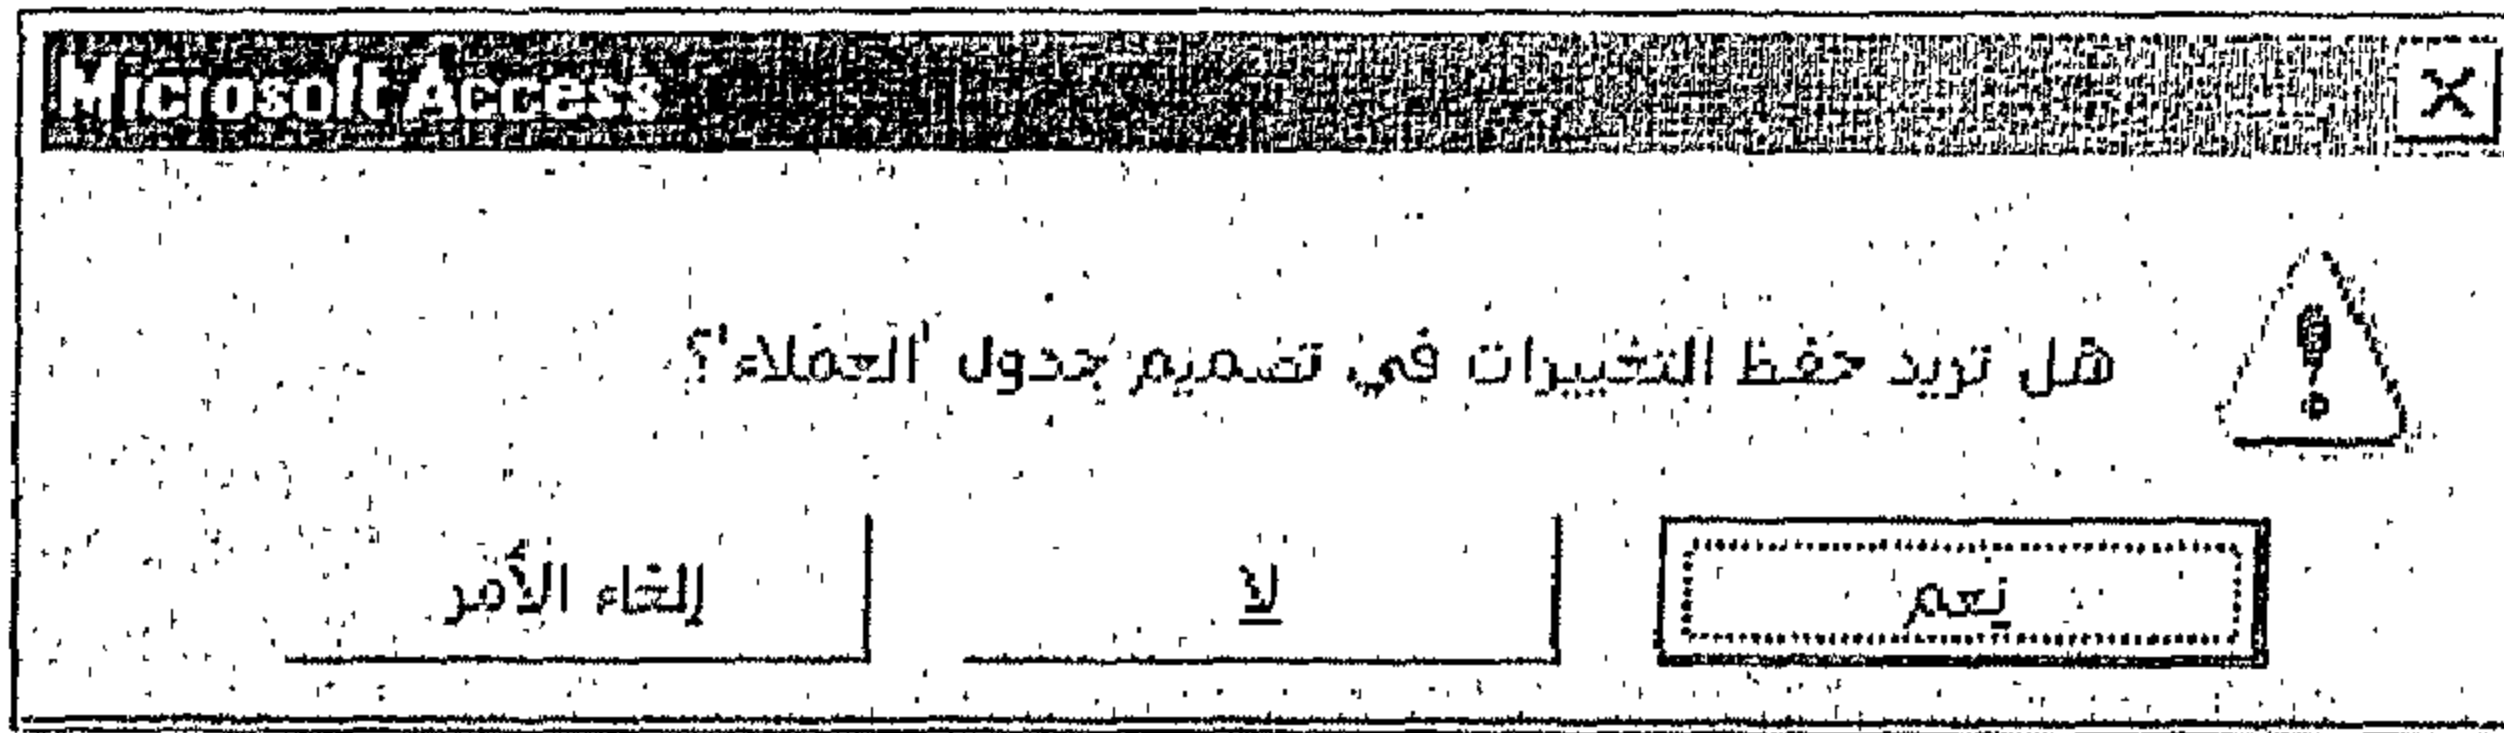 Microsoft Access
هل تريد حفظ التغييرات في تصميم جدول 'العملاء'؟
نعم
لا
إلغاء الأمر